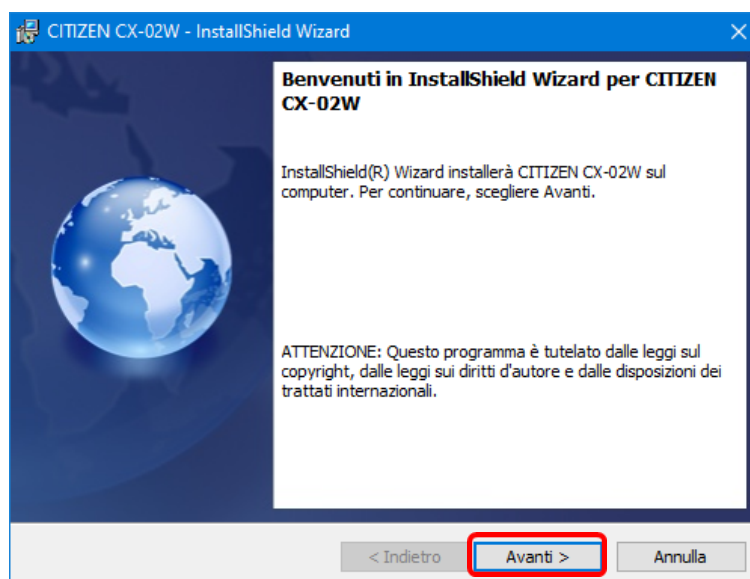 CITIZEN CX-02W - InstallShield Wizard
Benvenuti in InstallShield Wizard per CITIZEN
CX-02W
InstallShield(R) Wizard installerà CITIZEN CX-02W sul
computer. Per continuare, scegliere Avanti.
ATTENZIONE: Questo programma è tutelato dalle leggi sul
copyright, dalle leggi sui diritti d'autore e dalle disposizioni dei
trattati internazionali.
< Indietro Avanti > Annulla